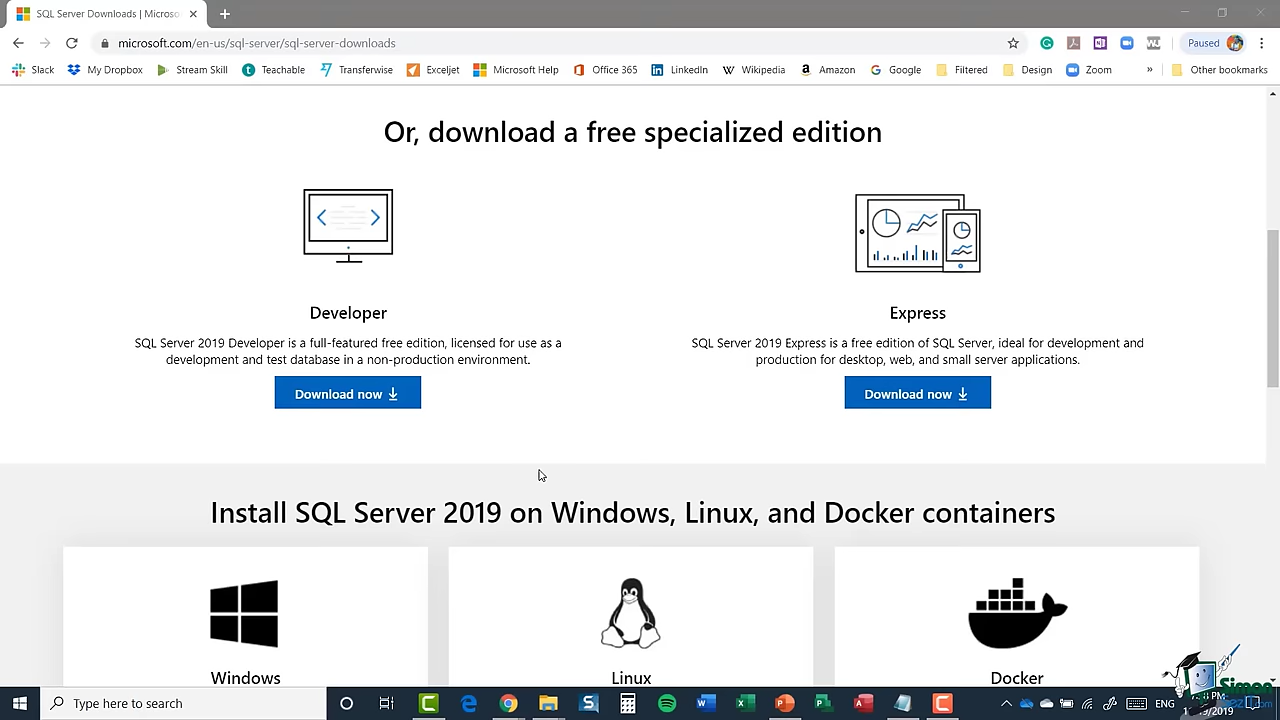 SQL Server Downloads | Microso
microsoft.com/en-us/sql-server/sql-server-downloads
Paused
Slack
My Dropbox
Stream Skill
Teachable
Transferwise
Exceljet
Microsoft Help
Office 365
LinkedIn
Wikipedia
Amazon
Google
Filtered
Design
Zoom
»
Other bookmarks
Or, download a free specialized edition
Developer
SQL Server 2019 Developer is a full-featured free edition, licensed for use as a
development and test database in a non-production environment.
Download now
Express
SQL Server 2019 Express is a free edition of SQL Server, ideal for development and
production for desktop, web, and small server applications.
Download now
Install SQL Server 2019 on Windows, Linux, and Docker containers
Windows
Linux
Docker
Type here to search
ENG